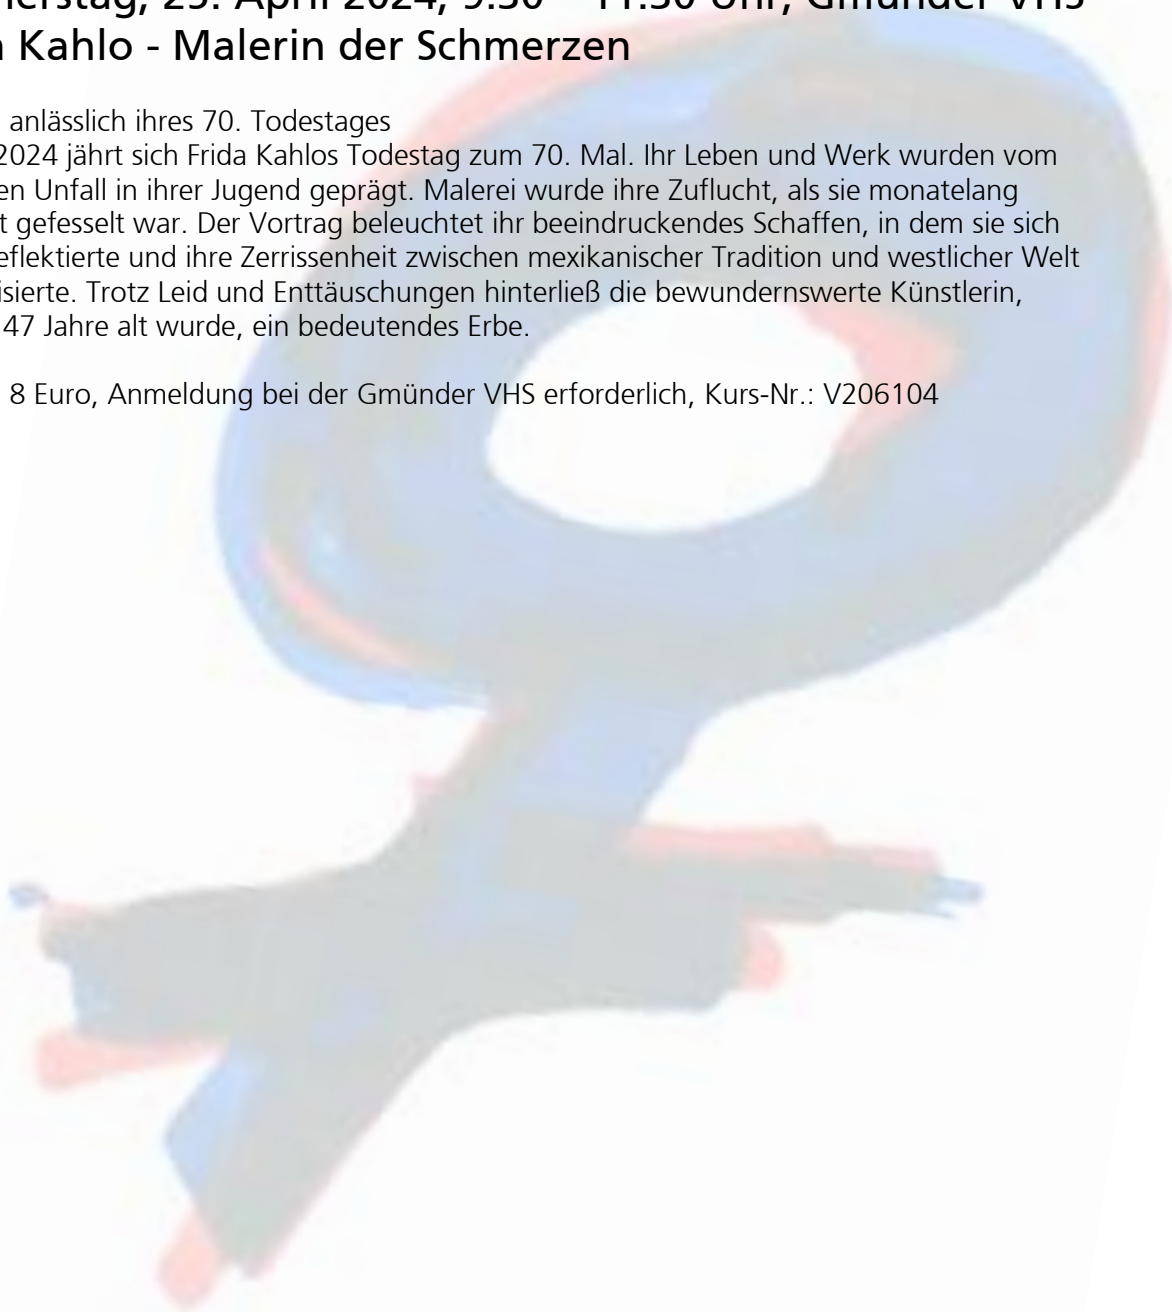 nerstag, 25. April 2024, 9.30 – 11.30 Uhr, Gmünder VHS
a Kahlo - Malerin der Schmerzen
anlässlich ihres 70. Todestages
2024 jährt sich Frida Kahlos Todestag zum 70. Mal. Ihr Leben und Werk wurden vom
en Unfall in ihrer Jugend geprägt. Malerei wurde ihre Zuflucht, als sie monatelang
t gefesselt war. Der Vortrag beleuchtet ihr beeindruckendes Schaffen, in dem sie sich
eflektierte und ihre Zerrissenheit zwischen mexikanischer Tradition und westlicher Welt
isierte. Trotz Leid und Enttäuschungen hinterließ die bewundernswerte Künstlerin,
47 Jahre alt wurde, ein bedeutendes Erbe.
8 Euro, Anmeldung bei der Gmünder VHS erforderlich, Kurs-Nr.: V206104